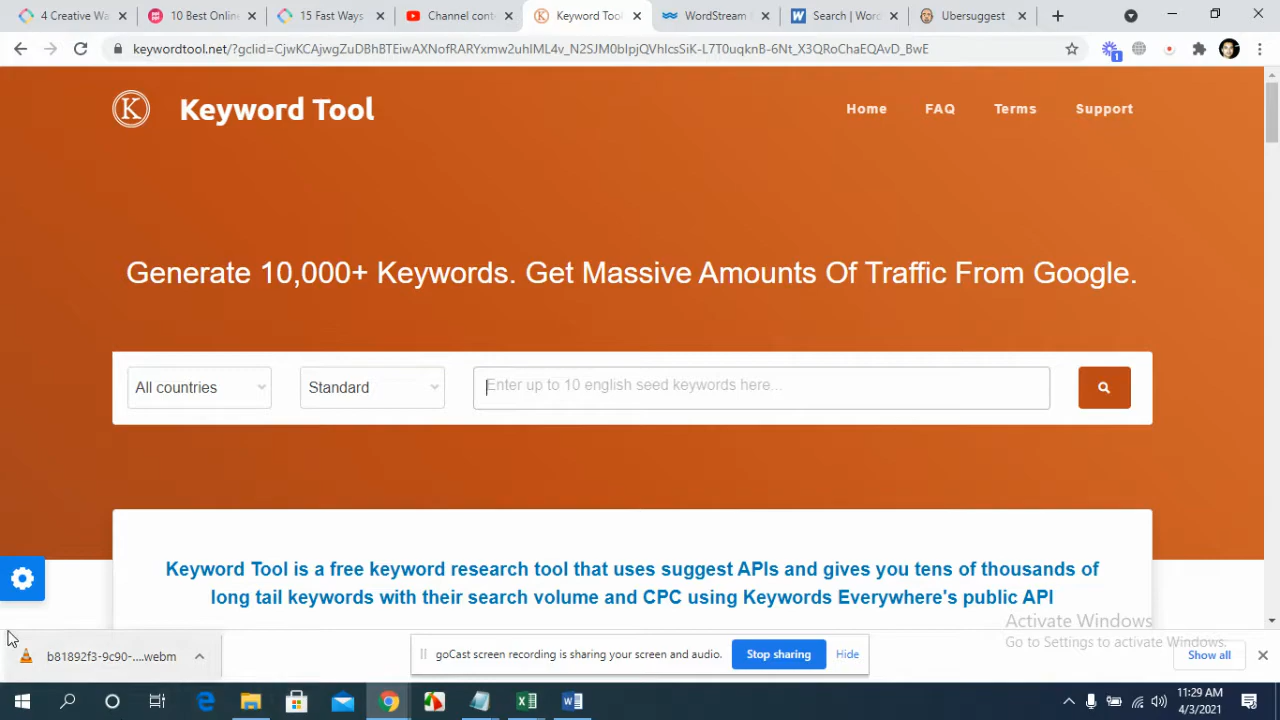 4 Creative Wa
10 Best Onlin
15 Fast Ways
Channel cont
Keyword Tool
WordStream
Search | Wor
Ubersuggest
keywordtool.net/?gclid=CjwKCAjwgZuDBhBTEiwAXNofRARYxmw2uhlML4v_N2SJM0blpjQVhlcsSiK-L7T0uqknB-6Nt_X3QRoChaEQAvD_BwE
1
K
Keyword Tool
Home
FAQ
Terms
Support
Generate 10,000+ Keywords. Get Massive Amounts Of Traffic From Google.
All countries
Standard
Enter up to 10 english seed keywords here...
Keyword Tool is a free keyword research tool that uses suggest APIs and gives you tens of thousands of
long tail keywords with their search volume and CPC using Keywords Everywhere's public API
Activate Windows
Go to Settings to activate Windows.
b81892f3-9c90-....webm
goCast screen recording is sharing your screen and audio.
Stop sharing
Hide
Show all
11:29 AM
4/3/2021